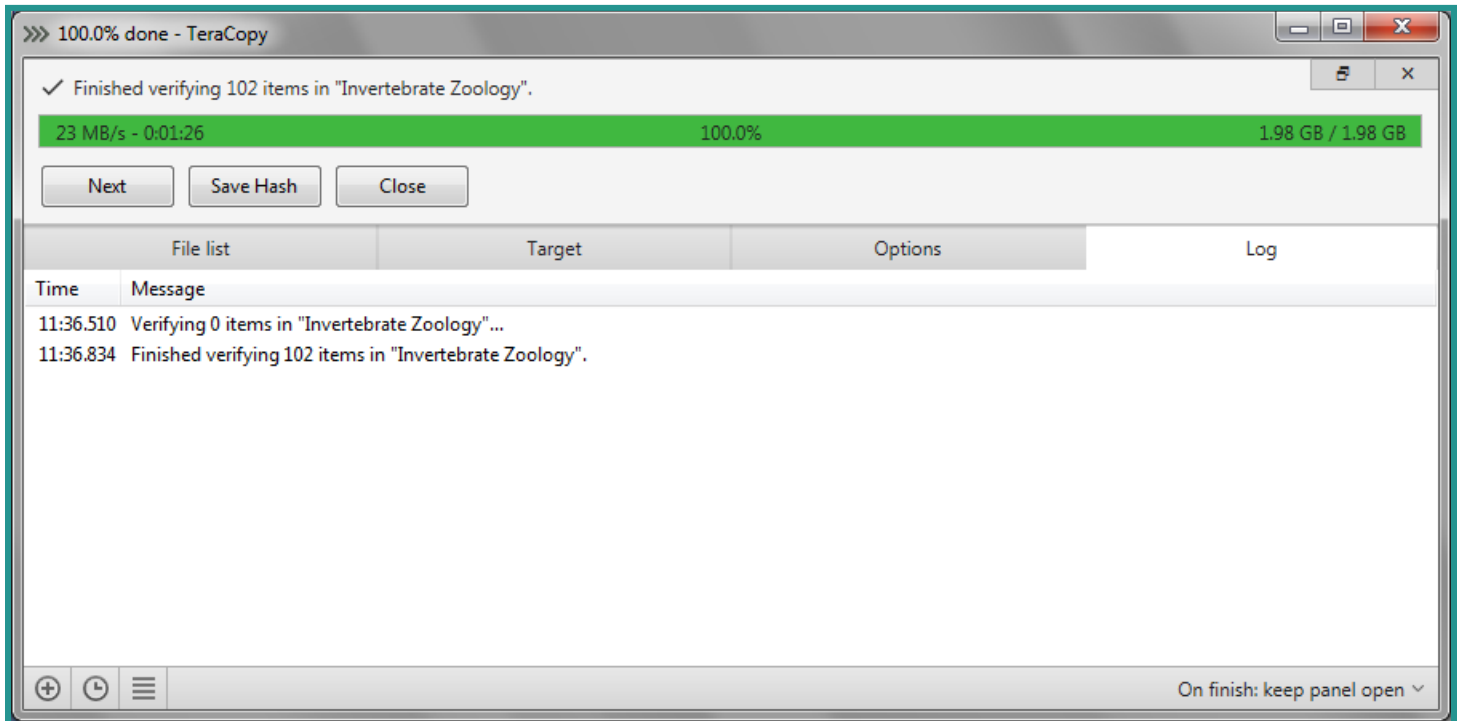 100.0% done - TeraCopy
Finished verifying 102 items in "Invertebrate Zoology".
23 MB/s - 0:01:26 100.0% 1.98 GB / 1.98 GB
Next Save Hash Close
File list Target Options Log
Time Message
11:36.510 Verifying 0 items in "Invertebrate Zoology"...
11:36.834 Finished verifying 102 items in "Invertebrate Zoology".
On finish: keep panel open